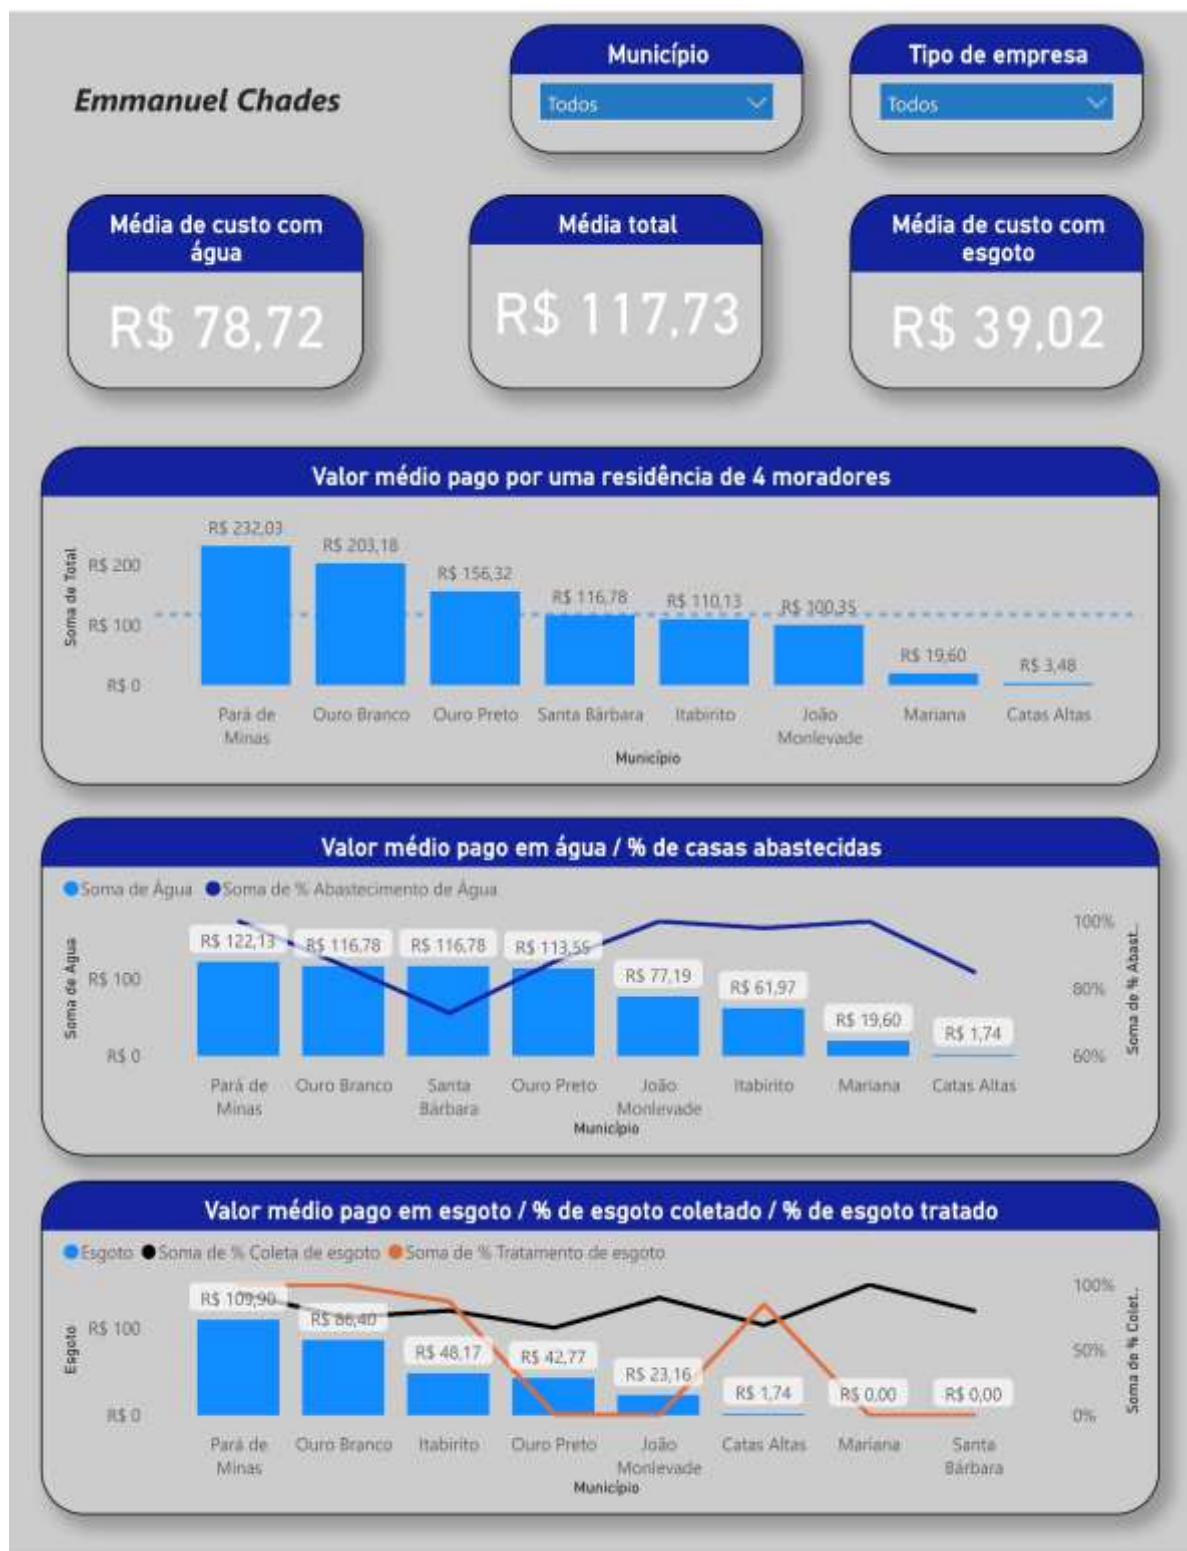 Emmanuel Chades
Município
Todos
Tipo de empresa
Todos
Média de custo com
água
R$ 78,72
Média total
R$ 117,73
Média de custo com
esgoto
R$ 39,02
Valor médio pago por uma residência de 4 moradores
Soma de Total
R$ 200
R$ 100
R$ 0
R$ 232,03
R$ 203,18
R$ 156,32
R$ 116,78
R$ 110,13
R$ 100,35
R$ 19,60
R$ 3,48
Pará de
Minas
Ouro Branco
Ouro Preto
Santa Bárbara
Itabirito
João
Monlevade
Mariana
Catas Altas
Município
Valor médio pago em água / % de casas abastecidas
Soma de Água
Soma de % Abastecimento de Água
Soma de Água
R$ 100
R$ 0
R$ 122,13
R$ 116,78
R$ 116,78
R$ 113,55
R$ 77,19
R$ 61,97
R$ 19,60
R$ 1,74
100%
80%
60%
Soma de % Abast...
Pará de
Minas
Ouro Branco
Santa
Bárbara
Ouro Preto
João
Monlevade
Itabirito
Mariana
Catas Altas
Município
Valor médio pago em esgoto / % de esgoto coletado / % de esgoto tratado
Esgoto
Soma de % Coleta de esgoto
Soma de % Tratamento de esgoto
Esgoto
R$ 100
R$ 0
R$ 109,90
R$ 86,40
R$ 48,17
R$ 42,77
R$ 23,16
R$ 1,74
R$ 0,00
R$ 0,00
100%
50%
0%
Soma de % Colet...
Pará de
Minas
Ouro Branco
Itabirito
Ouro Preto
João
Monlevade
Catas Altas
Mariana
Santa
Bárbara
Município